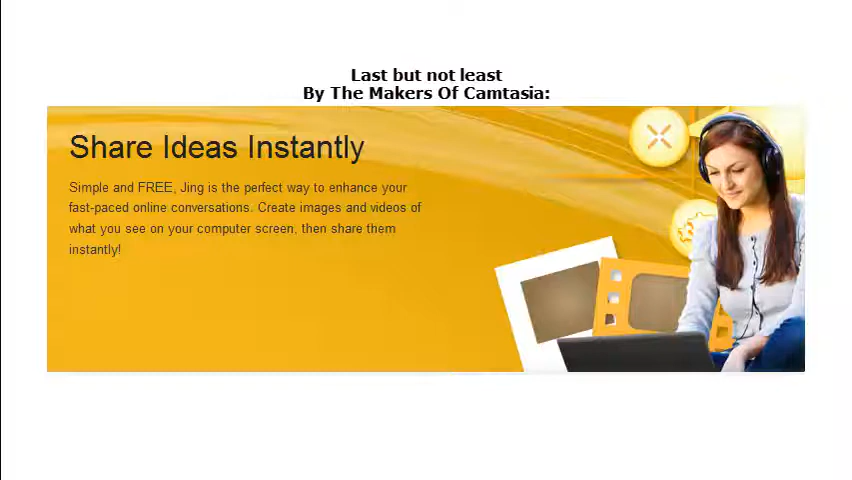 Last but not least
By The Makers Of Camtasia:
Share Ideas Instantly
Simple and FREE, Jing is the perfect way to enhance your
fast-paced online conversations. Create images and videos of
what you see on your computer screen, then share them
instantly!